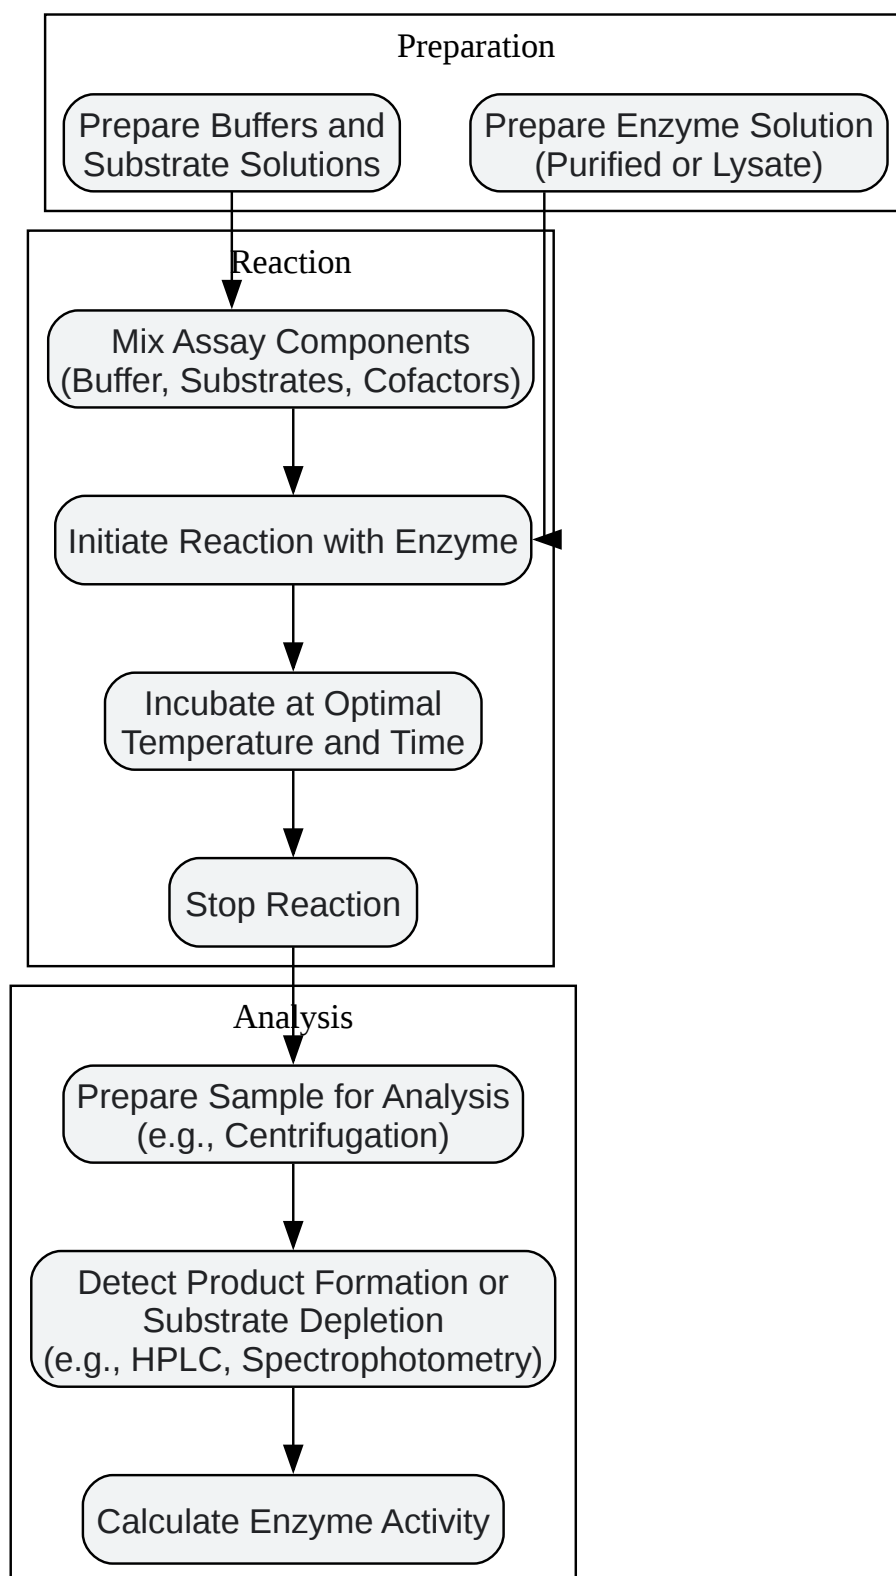 Preparation
Prepare Buffers and
Substrate Solutions
Prepare Enzyme Solution
(Purified or Lysate)
Reaction
Mix Assay Components
(Buffer, Substrates, Cofactors)
Initiate Reaction with Enzyme
Incubate at Optimal
Temperature and Time
Stop Reaction
Analysis
Prepare Sample for Analysis
(e.g., Centrifugation)
Detect Product Formation or
Substrate Depletion
(e.g., HPLC, Spectrophotometry)
Calculate Enzyme Activity